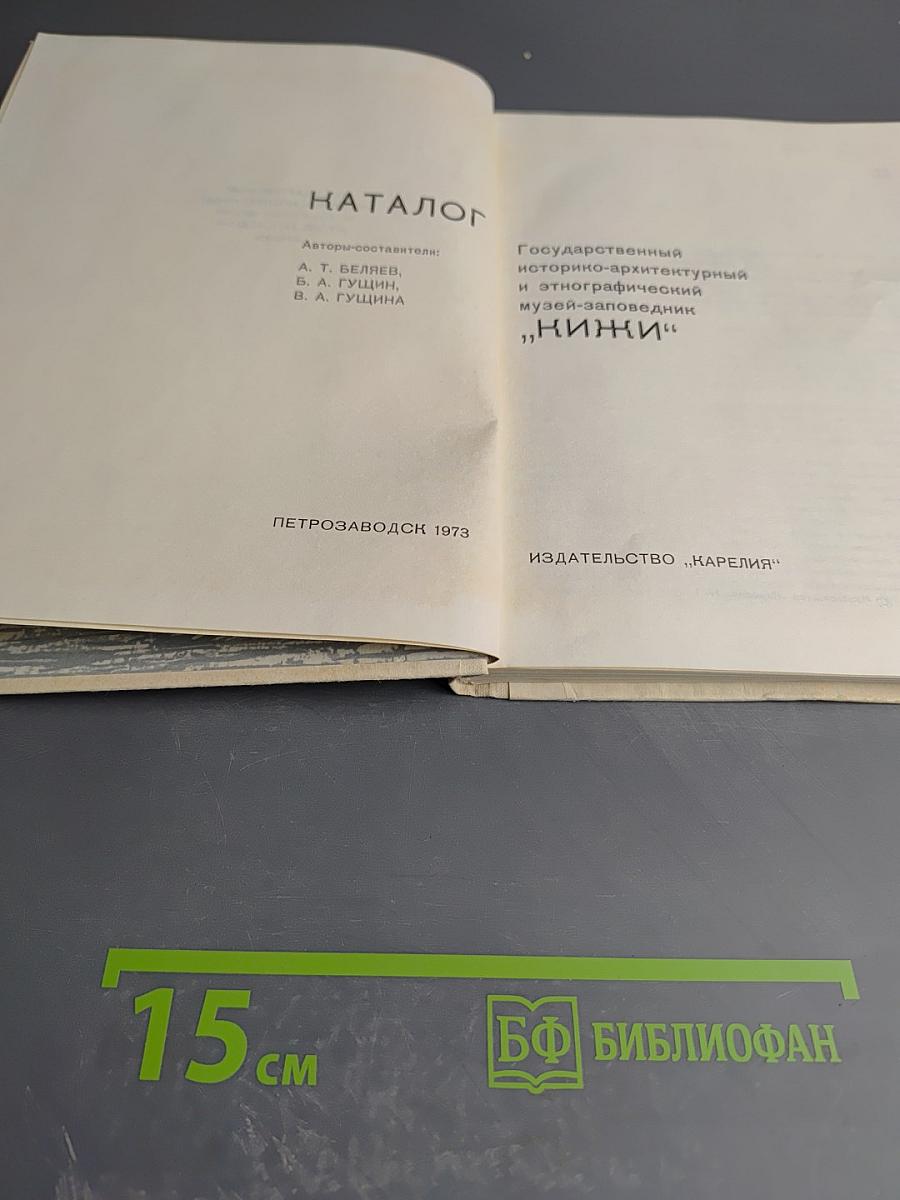 КАТАЛОГ
Авторы-составители:
А. Т. БЕЛЯЕВ,
Б. А. ГУЩИН,
В. А. ГУЩИНА
ПЕТРОЗАВОДСК 1973
Государственный
историко-архитектурный
и этнографический
музей-заповедник
„КИЖИ“
ИЗДАТЕЛЬСТВО „КАРЕЛИЯ“
15 см
БФ БИБЛИОФАН